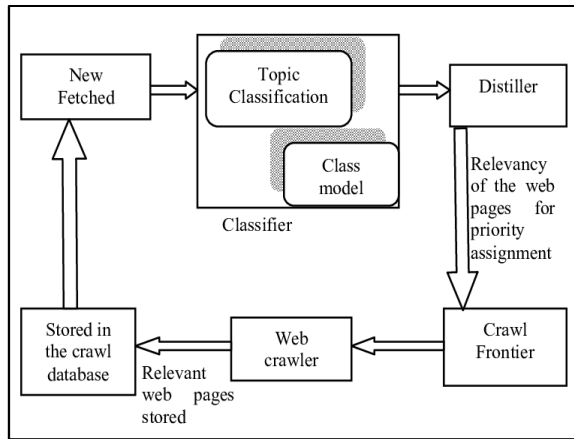 New
Fetched
Topic
Classification
Class
model
Classifier
Distiller
Relevancy
of the web
pages for
priority
assignment
Crawl
Frontier
Web
crawler
Relevant
web pages
stored
Stored in
the crawl
database